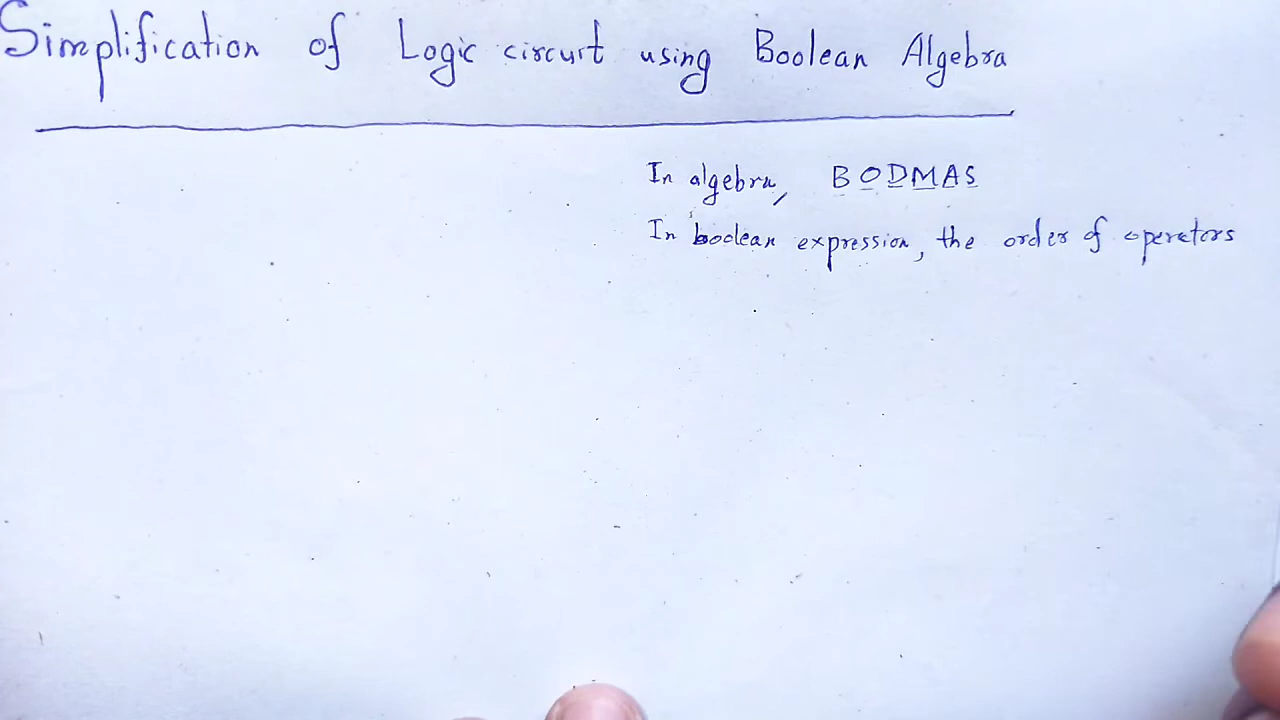 Simplification of Logic circuit using Boolean Algebra
In algebra, BODMAS
In boolean expression, the order of operators